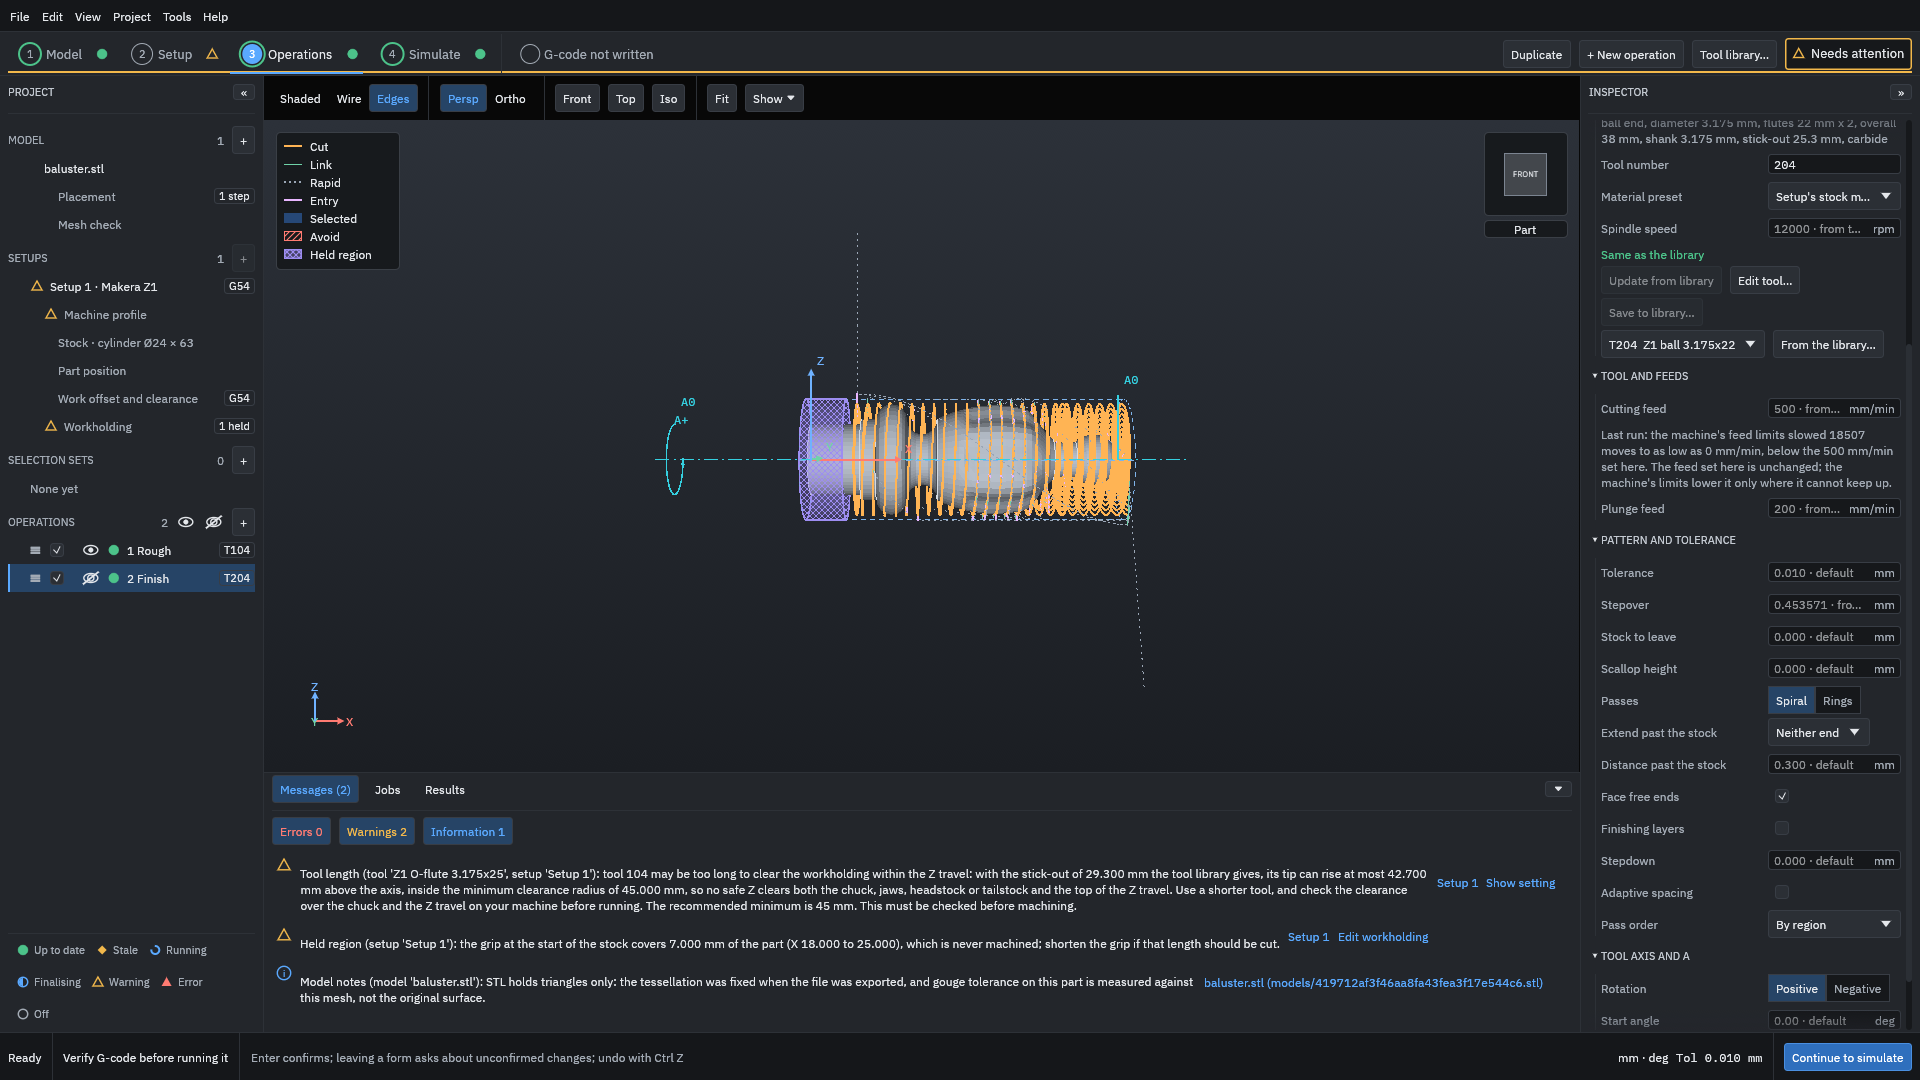 File Edit View Project Tools Help
1 Model 2 Setup 3 Operations 4 Simulate G-code not written Duplicate + New operation Tool library... Needs attention
PROJECT «
MODEL 1 +
baluster.stl
Placement 1 step
Mesh check
SETUPS 1 +
Setup 1 · Makera Z1 G54
Machine profile
Stock · cylinder Ø24 × 63
Part position
Work offset and clearance G54
Workholding 1 held
SELECTION SETS 0 +
None yet
OPERATIONS 2 +
1 Rough T104
2 Finish T204
Up to date Stale Running
Finalising Warning Error
Off
Shaded Wire Edges Persp Ortho Front Top Iso Fit Show
Cut
Link
Rapid
Entry
Selected
Avoid
Held region
FRONT
Part
Z
A0
A0
A+
Z
Y
X
Messages (2) Jobs Results
Errors 0 Warnings 2 Information 1
Tool length (tool 'Z1 O-flute 3.175x25', setup 'Setup 1'): tool 104 may be too long to clear the workholding within the Z travel: with the stick-out of 29.300 mm the tool library gives, its tip can rise at most 42.700
mm above the axis, inside the minimum clearance radius of 45.000 mm, so no safe Z clears both the chuck, jaws, headstock or tailstock and the top of the Z travel. Use a shorter tool, and check the clearance
over the chuck and the Z travel on your machine before running. The recommended minimum is 45 mm. This must be checked before machining.
Setup 1 Show setting
Held region (setup 'Setup 1'): the grip at the start of the stock covers 7.000 mm of the part (X 18.000 to 25.000), which is never machined; shorten the grip if that length should be cut. Setup 1 Edit workholding
Model notes (model 'baluster.stl'): STL holds triangles only: the tessellation was fixed when the file was exported, and gouge tolerance on this part is measured against
this mesh, not the original surface.
baluster.stl (models/419712af3f46aa8fa43fea3f17e544c6.stl)
INSPECTOR »
ball end, diameter 3.175 mm, flutes 22 mm x 2, overall
38 mm, shank 3.175 mm, stick-out 25.3 mm, carbide
Tool number 204
Material preset Setup's stock m...
Spindle speed 12000 · from t... rpm
Same as the library
Update from library Edit tool...
Save to library...
T204 Z1 ball 3.175x22 From the library...
TOOL AND FEEDS
Cutting feed 500 · from... mm/min
Last run: the machine's feed limits slowed 18507
moves to as low as 0 mm/min, below the 500 mm/min
set here. The feed set here is unchanged; the
machine's limits lower it only where it cannot keep up.
Plunge feed 200 · from... mm/min
PATTERN AND TOLERANCE
Tolerance 0.010 · default mm
Stepover 0.453571 · fro... mm
Stock to leave 0.000 · default mm
Scallop height 0.000 · default mm
Passes Spiral Rings
Extend past the stock Neither end
Distance past the stock 0.300 · default mm
Face free ends
Finishing layers
Stepdown 0.000 · default mm
Adaptive spacing
Pass order By region
TOOL AXIS AND A
Rotation Positive Negative
Start angle 0.00 · default deg
Ready Verify G-code before running it Enter confirms; leaving a form asks about unconfirmed changes; undo with Ctrl Z mm · deg Tol 0.010 mm Continue to simulate